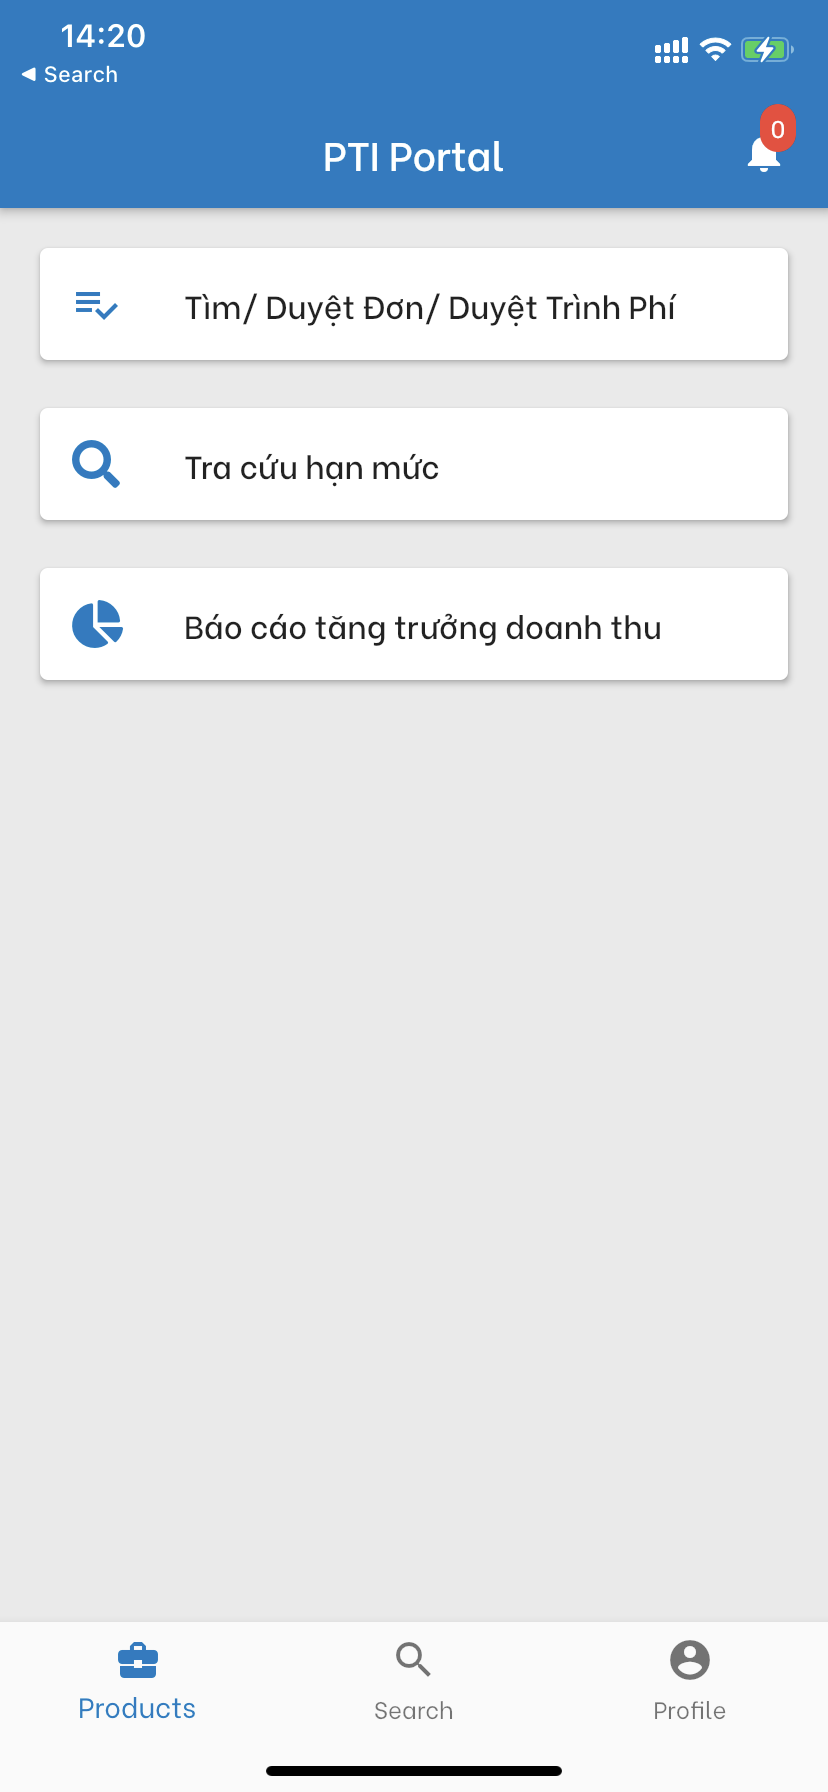 14:20
◀ Search
0
PTI Portal
Tìm/ Duyệt Đơn/ Duyệt Trình Phí
Tra cứu hạn mức
Báo cáo tăng trưởng doanh thu
Products
Search
Profile